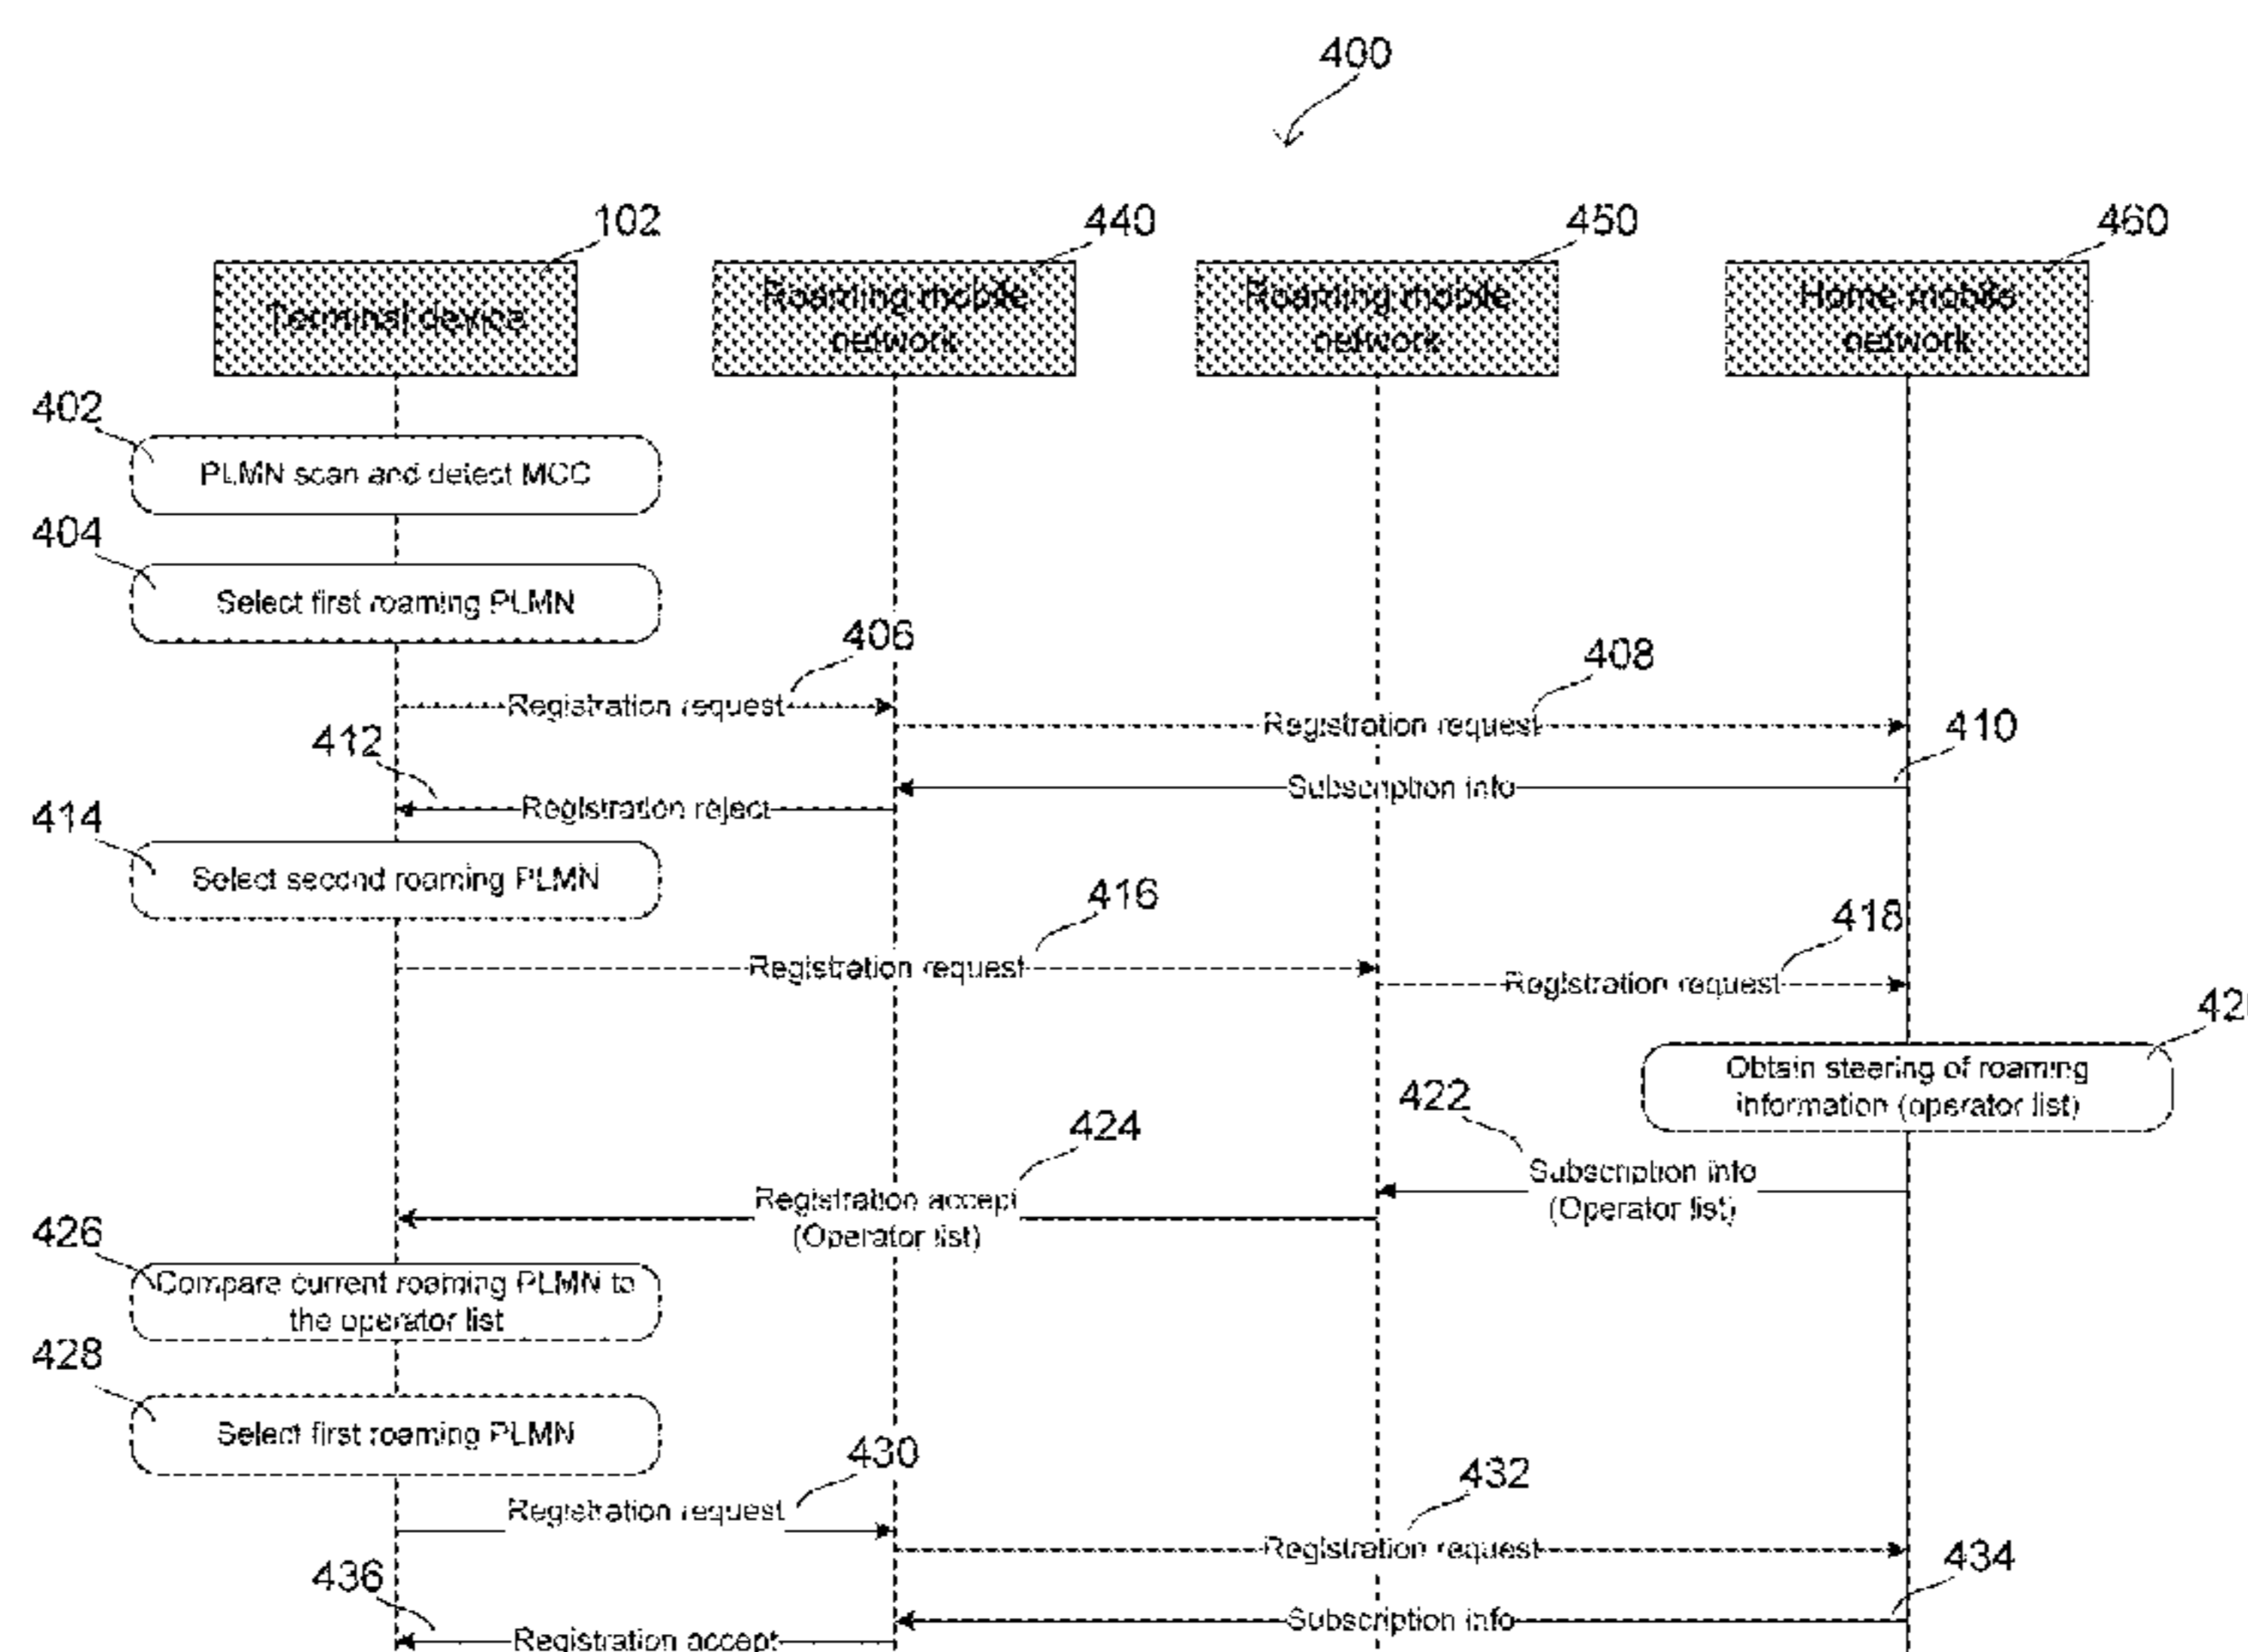 400
102
440
450
460
Terminal device
Roaming mobile
network
Roaming mobile
network
Home mobile
network
402
PLMN scan and detect MCC
404
Select first roaming PLMN
406
Registration request
408
Registration request
410
Subscription info
412
Registration reject
414
Select second roaming PLMN
416
Registration request
418
Registration request
Obtain steering of roaming
information (operator list)
422
Subscription info
(Operator list)
424
Registration accept
(Operator list)
426
Compare current roaming PLMN to
the operator list
428
Select first roaming PLMN
430
Registration request
432
Registration request
434
Subscription info
436
Registration accept